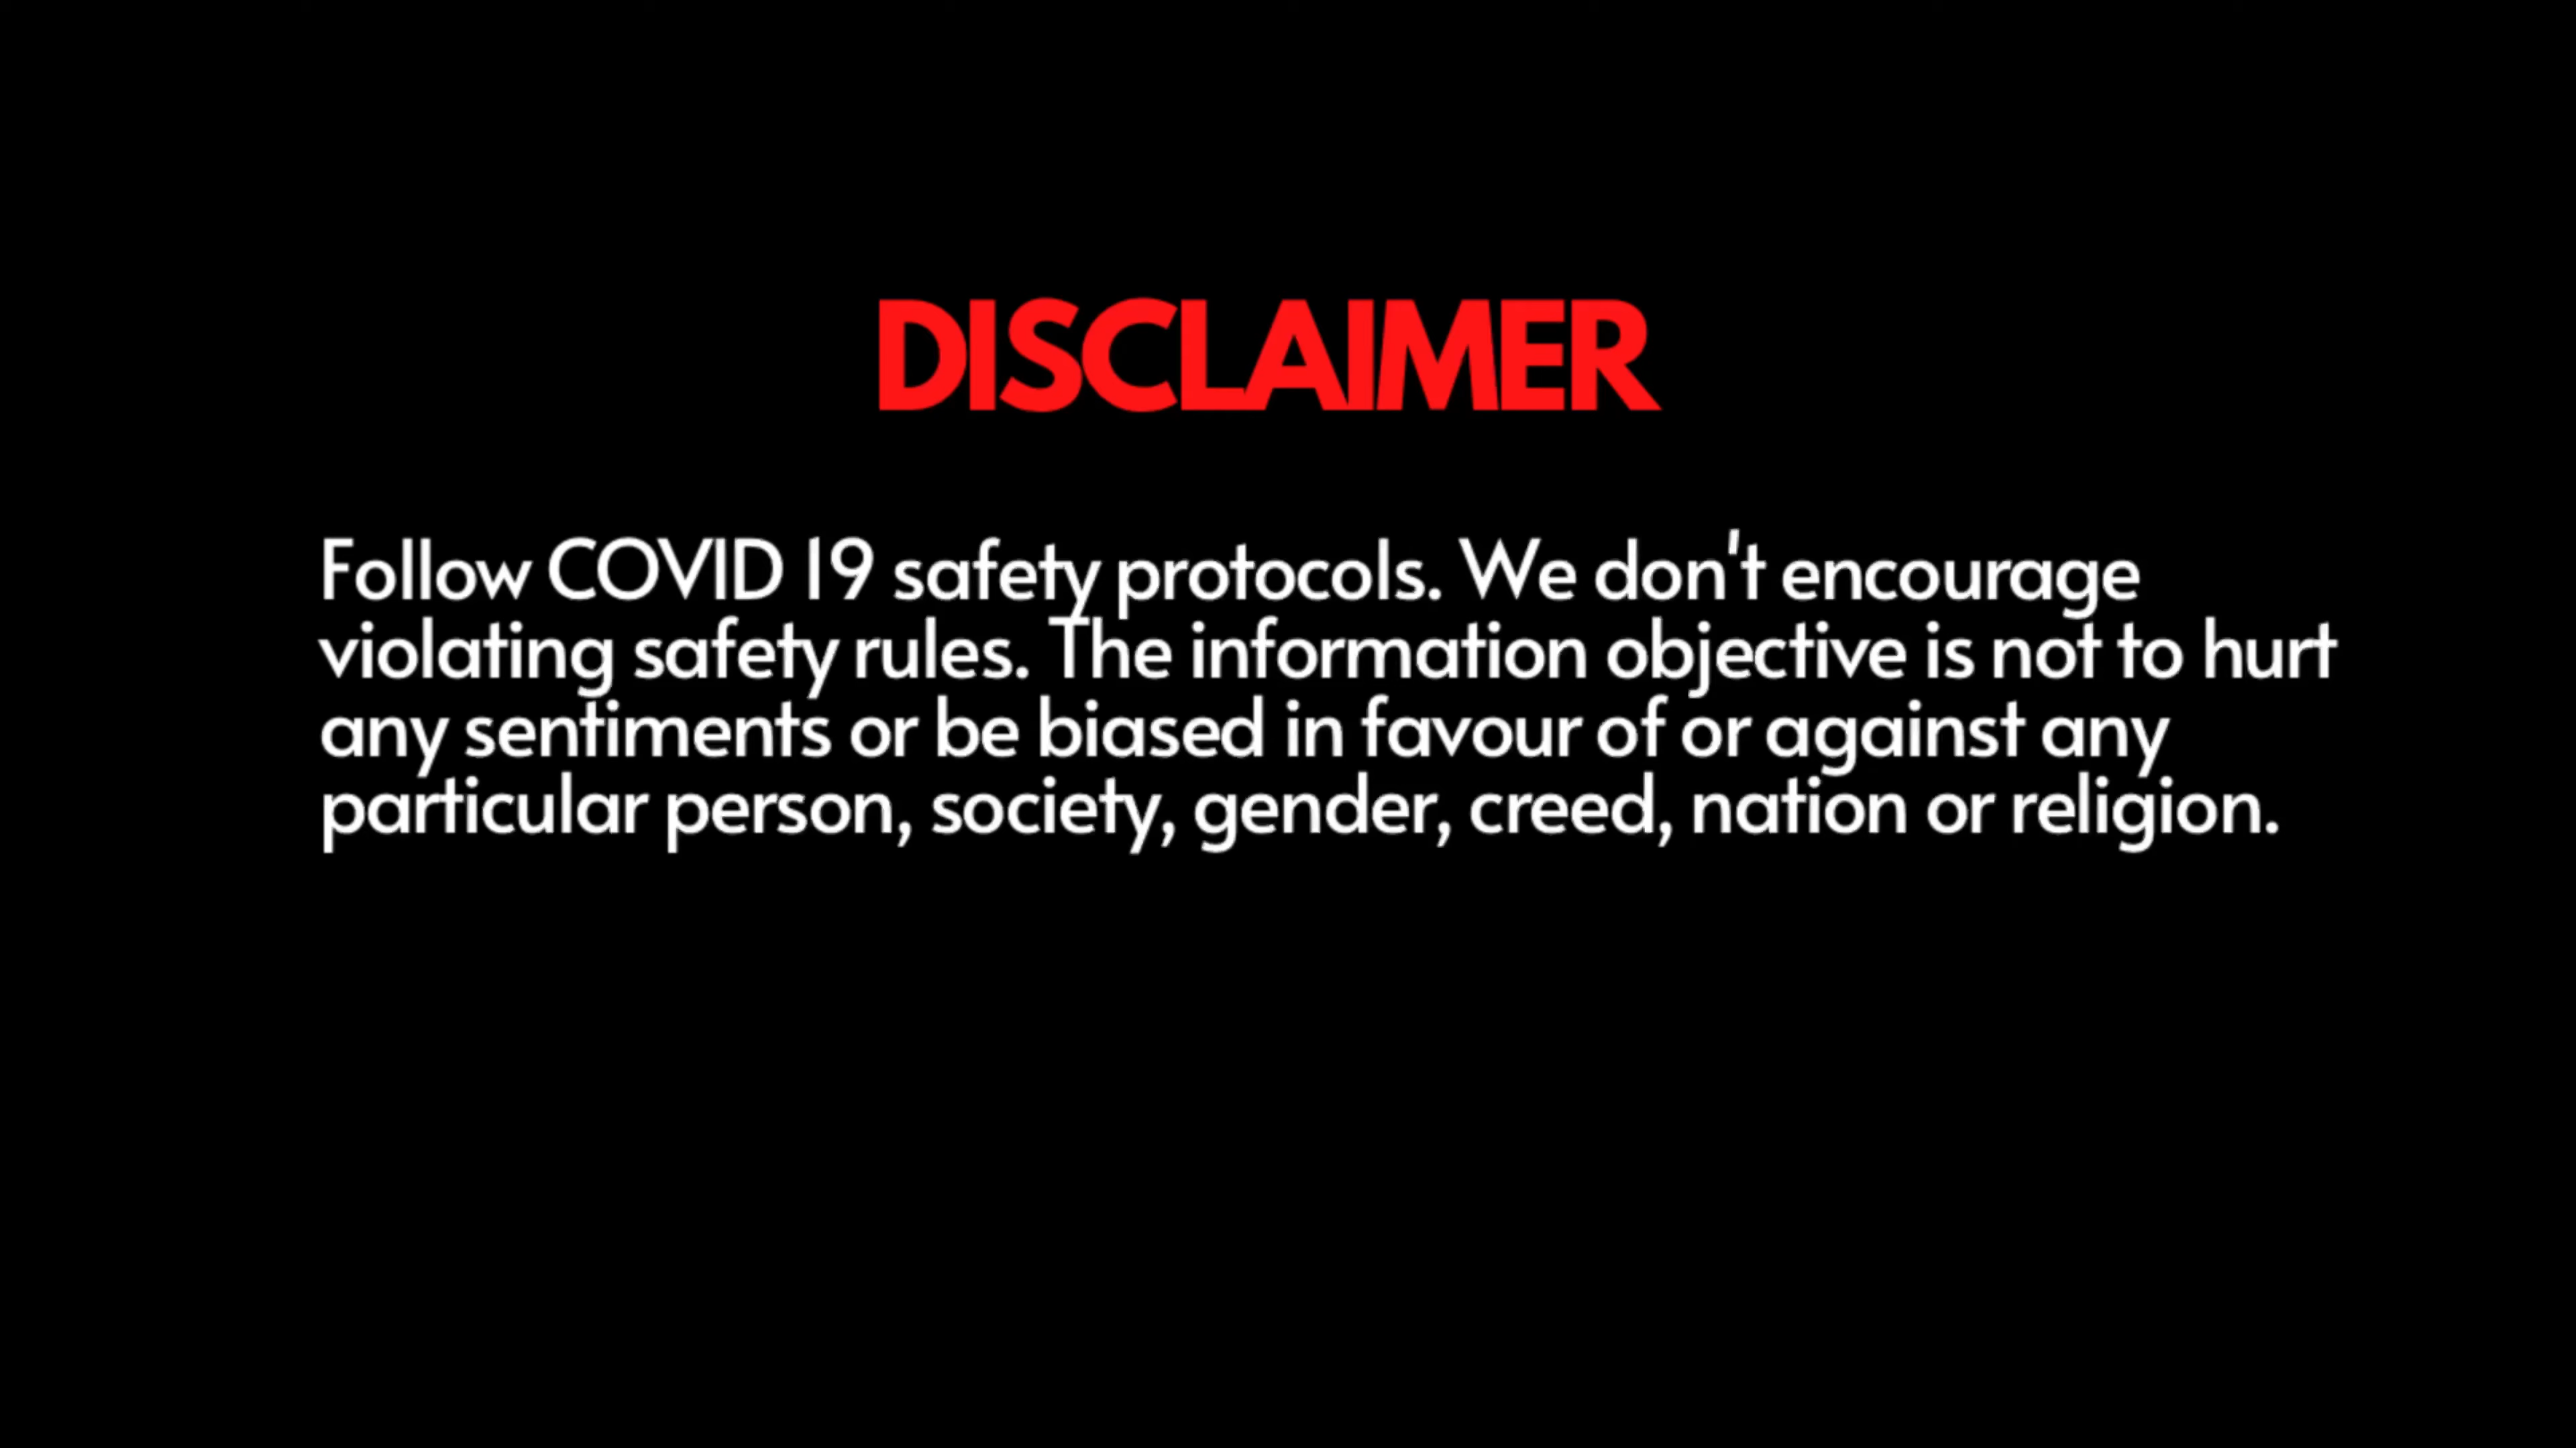 DISCLAIMER
Follow COVID 19 safety protocols. We don't encourage
violating safety rules. The information objective is not to hurt
any sentiments or be biased in favour of or against any
particular person, society, gender, creed, nation or religion.